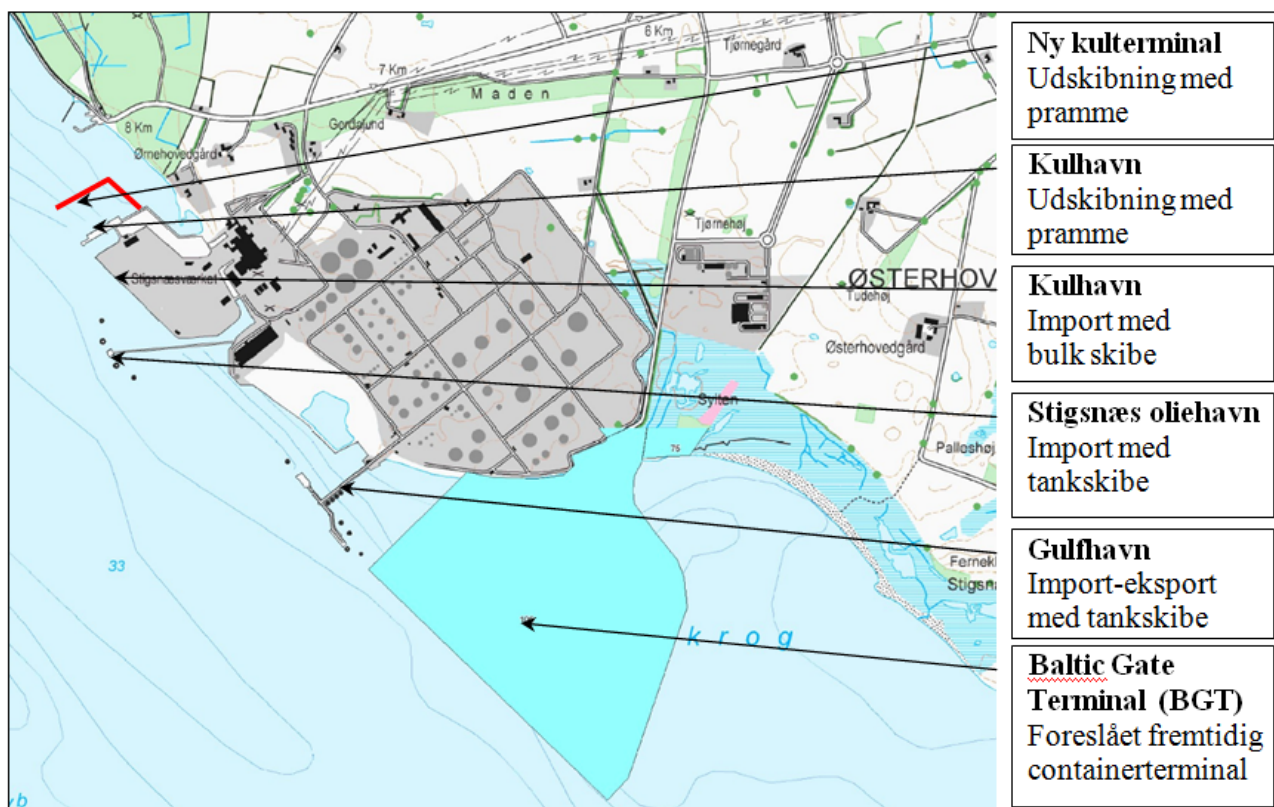 6 Km
Tjørnegård
7 Km
Maden
8 Km
Gordalund
Ørnehovedgård
Tjørnehøj
Stigsnæsværket
ØSTERHOV
Tudehøj
Østerhovedgård
Sylten
Palleshøj
75
33
Fernek
Stigsn
krog
Ny kulterminal
Udskibning med
pramme
Kulhavn
Udskibning med
pramme
Kulhavn
Import med
bulk skibe
Stigsnæs oliehavn
Import med
tankskibe
Gulfhavn
Import-eksport
med tankskibe
Baltic Gate
Terminal (BGT)
Foreslået fremtidig
containerterminal